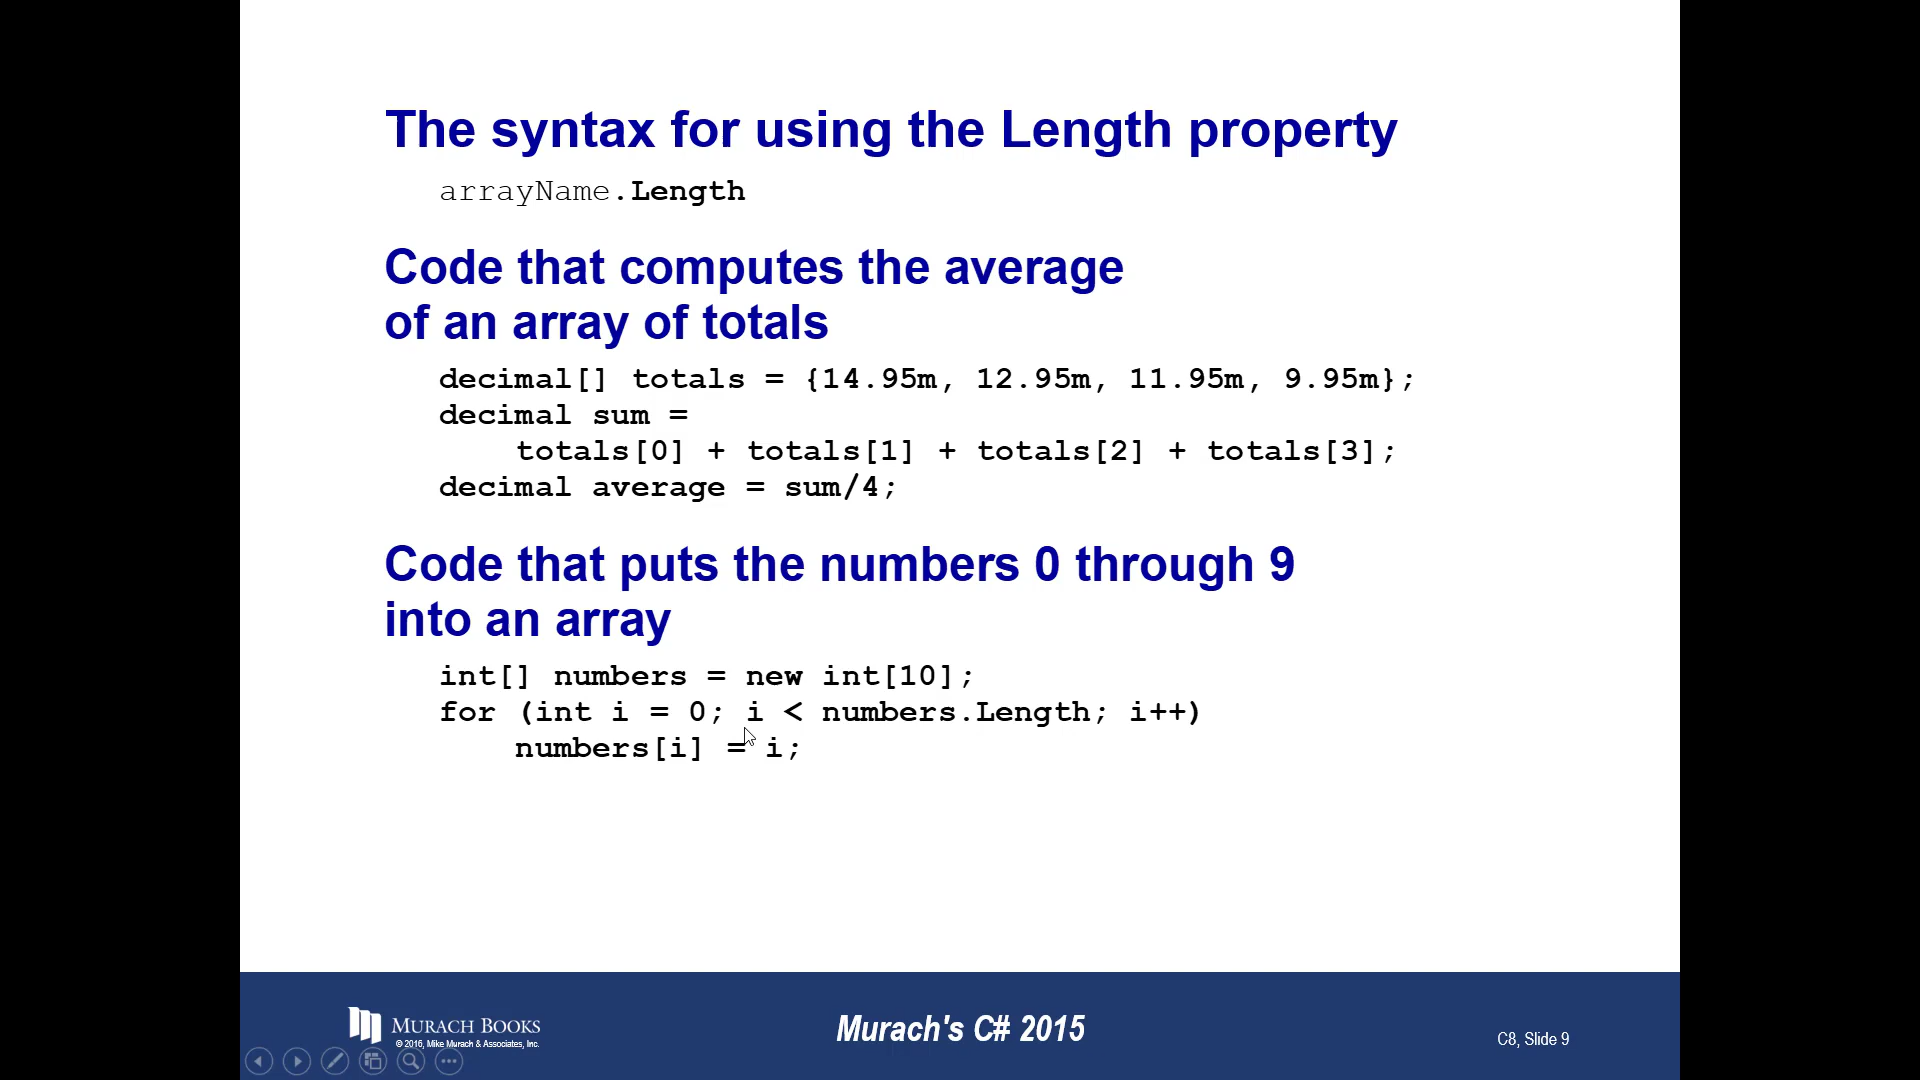 The syntax for using the Length property
arrayName.Length
Code that computes the average
of an array of totals
decimal[] totals = {14.95m, 12.95m, 11.95m, 9.95m};
decimal sum =
    totals[0] + totals[1] + totals[2] + totals[3];
decimal average = sum/4;
Code that puts the numbers 0 through 9
into an array
int[] numbers = new int[10];
for (int i = 0; i < numbers.Length; i++)
    numbers[i] = i;
MURACH BOOKS
© 2016, Mike Murach & Associates, Inc.
Murach's C# 2015
C8, Slide 9